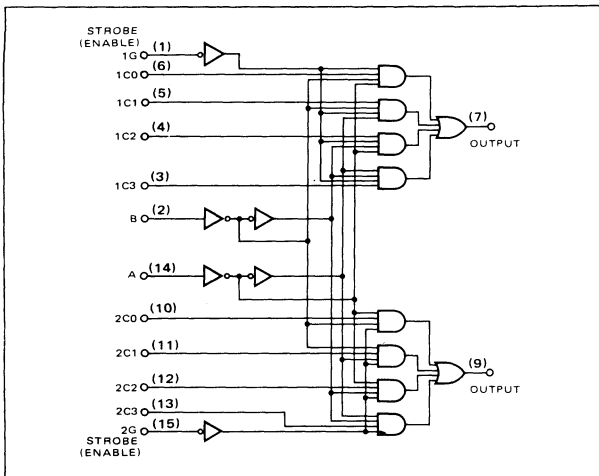 STROBE
(ENABLE)
1G (1)
1C0 (6)
1C1 (5)
1C2 (4)
1C3 (3)
B (2)
A (14)
2C0 (10)
2C1 (11)
2C2 (12)
2C3 (13)
2G (15)
STROBE
(ENABLE)
(7)
OUTPUT
(9)
OUTPUT